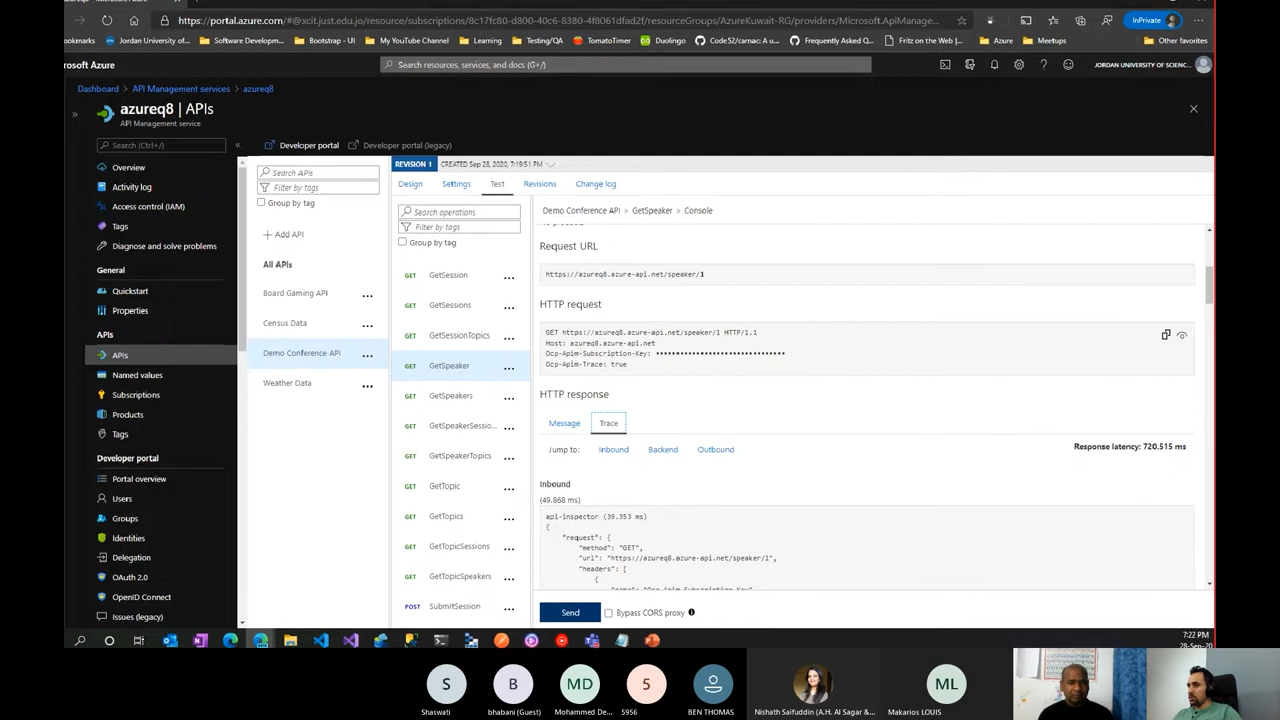 https://portal.azure.com/#@xcit.just.edu.jo/resource/subscriptions/8c17fc80-d800-40c6-8380-4f8061dfad2f/resourceGroups/AzureKuwait-RG/providers/Microsoft.ApiManage...
InPrivate
okmarks
Jordan University of...
Software Developm...
Bootstrap - UI
My YouTube Channel
Learning
Testing/QA
TomatoTimer
Duolingo
Code52/carnac: A u...
Frequently Asked Q...
Fritz on the Web
Azure
Meetups
Other favorites
rosoft Azure
Search resources, services, and docs (G+/)
JORDAN UNIVERSITY OF SCIENC...
Dashboard > API Management services > azureq8
azureq8 | APIs
API Management service
Search (Ctrl+/)
Overview
Activity log
Access control (IAM)
Tags
Diagnose and solve problems
General
Quickstart
Properties
APIs
APIs
Named values
Subscriptions
Products
Tags
Developer portal
Portal overview
Users
Groups
Identities
Delegation
OAuth 2.0
OpenID Connect
Issues (legacy)
Developer portal
Developer portal (legacy)
Search APIs
Filter by tags
Group by tag
+ Add API
All APIs
Board Gaming API ...
Census Data ...
Demo Conference API ...
Weather Data ...
REVISION 1
CREATED Sep 28, 2020, 7:19:51 PM
Design
Settings
Test
Revisions
Change log
Search operations
Filter by tags
Group by tag
GET GetSession ...
GET GetSessions ...
GET GetSessionTopics ...
GET GetSpeaker ...
GET GetSpeakers ...
GET GetSpeakerSessio... ...
GET GetSpeakerTopics ...
GET GetTopic ...
GET GetTopics ...
GET GetTopicSessions ...
GET GetTopicSpeakers ...
POST SubmitSession ...
Demo Conference API > GetSpeaker > Console
Request URL
https://azureq8.azure-api.net/speaker/1
HTTP request
GET https://azureq8.azure-api.net/speaker/1 HTTP/1.1
Host: azureq8.azure-api.net
Ocp-Apim-Subscription-Key: ••••••••••••••••••••••••••••••••
Ocp-Apim-Trace: true
HTTP response
Message
Trace
Jump to: Inbound Backend Outbound
Response latency: 720.515 ms
Inbound
(49.868 ms)
api-inspector (39.353 ms)
{
"request": {
"method": "GET",
"url": "https://azureq8.azure-api.net/speaker/1",
"headers": [
{
Send
Bypass CORS proxy
7:22 PM
28-Sep-20
S
B
MD
5
ML
Shaswati
bhabani (Guest)
Mohammed De...
5956
BEN THOMAS
Nishath Saifuddin (A.H. Al Sagar &...
Makarios LOUIS